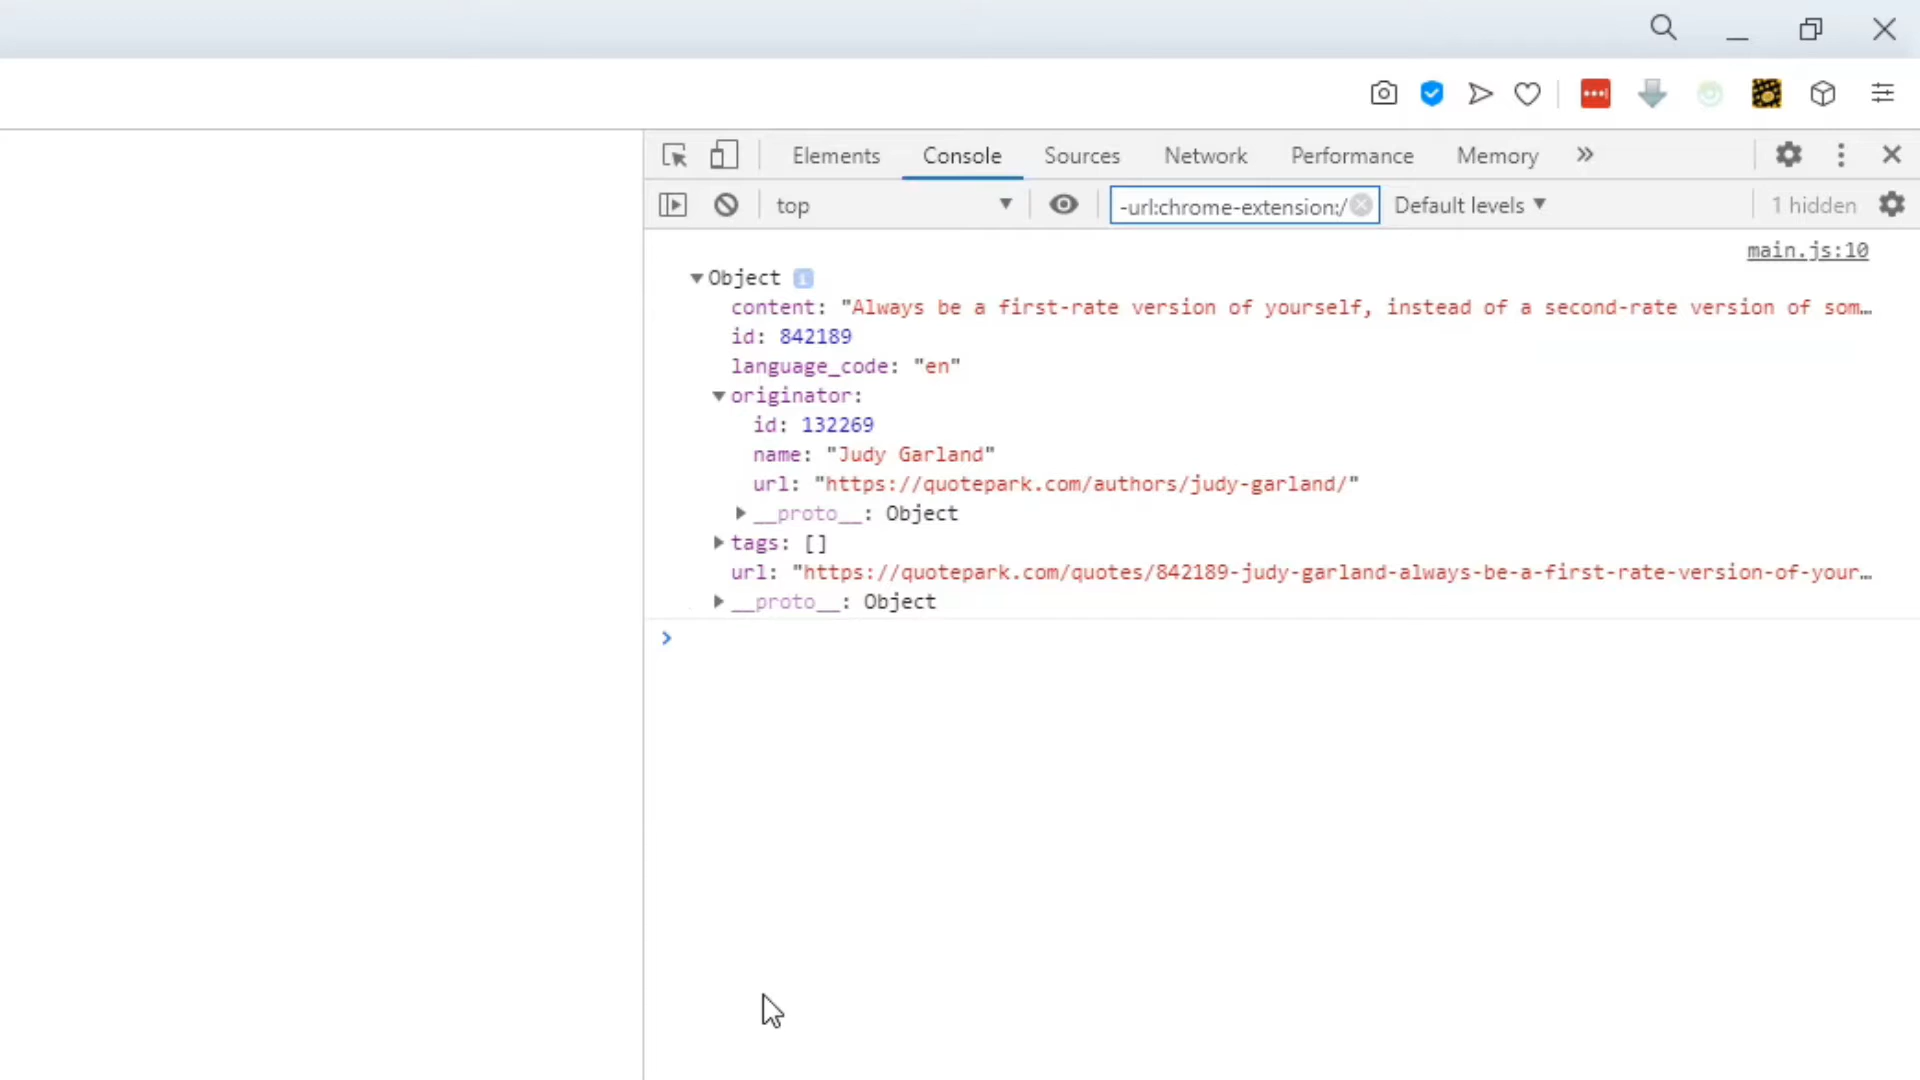 Elements Console Sources Network Performance Memory »
top -url:chrome-extension:/ Default levels 1 hidden
main.js:10
Object i
content: "Always be a first-rate version of yourself, instead of a second-rate version of som…
id: 842189
language_code: "en"
originator:
id: 132269
name: "Judy Garland"
url: "https://quotepark.com/authors/judy-garland/"
__proto__: Object
tags: []
url: "https://quotepark.com/quotes/842189-judy-garland-always-be-a-first-rate-version-of-your…
__proto__: Object